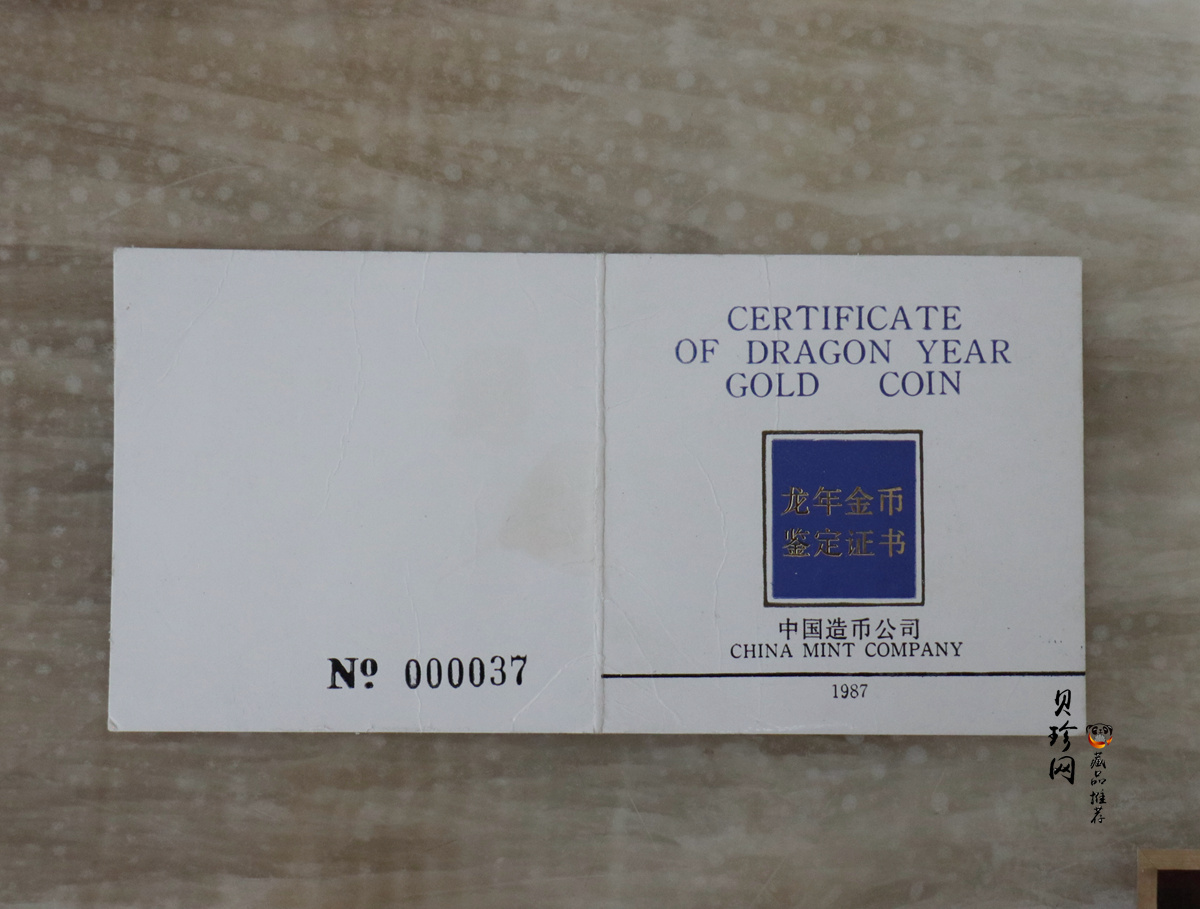 CERTIFICATE
OF DRAGON YEAR
GOLD COIN
龙年金币
鉴定证书
中国造币公司
CHINA MINT COMPANY
1987
Nº 000037
贝珍网
藏品推荐